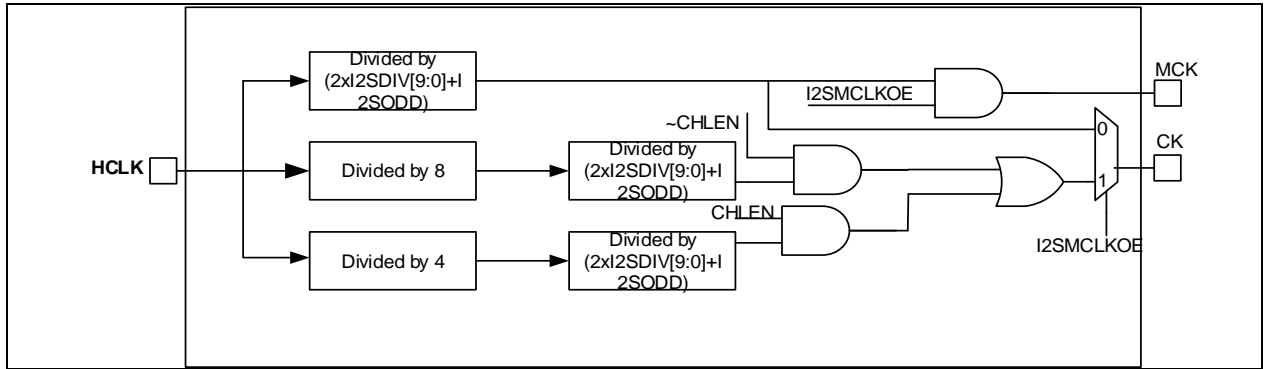 Divided by
(2xI2SDIV[9:0]+I
2SODD)
I2SMCLKOE
MCK
~CHLEN
0
CK
HCLK
Divided by 8
Divided by
(2xI2SDIV[9:0]+I
2SODD)
1
CHLEN
I2SMCLKOE
Divided by 4
Divided by
(2xI2SDIV[9:0]+I
2SODD)